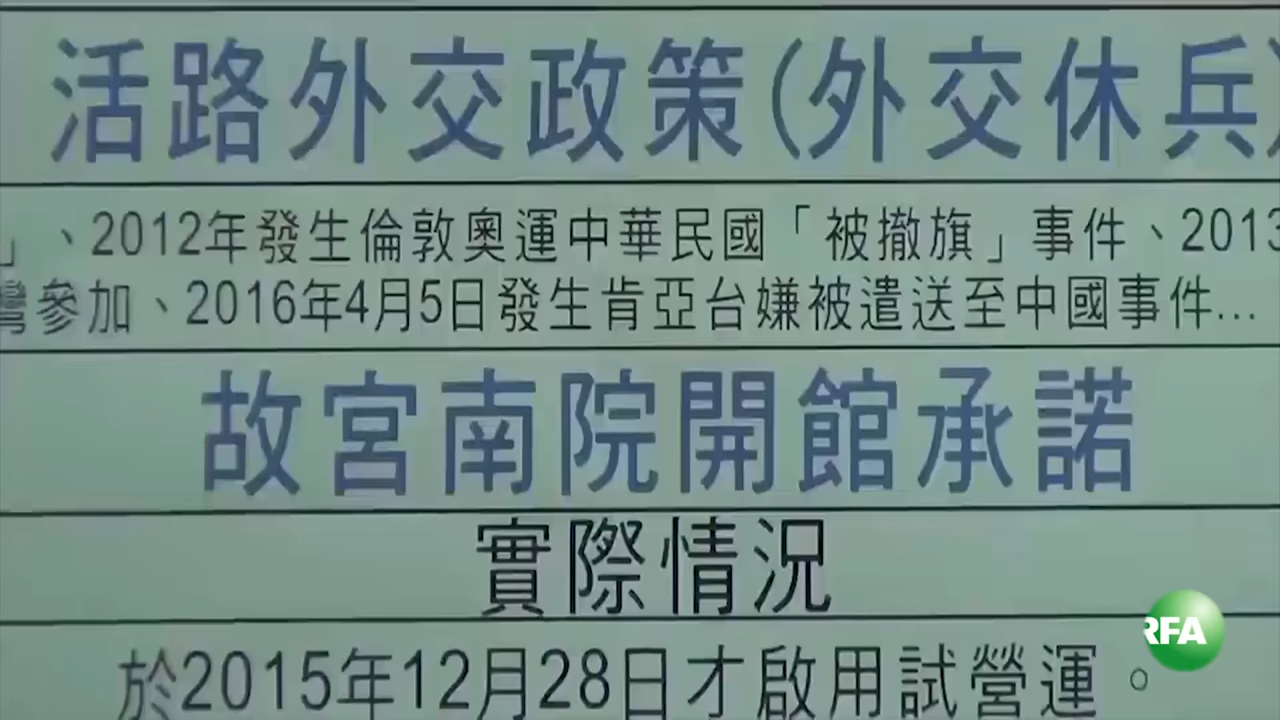 活路外交政策(外交休兵)
」、2012年發生倫敦奧運中華民國「被撤旗」事件、2013
灣參加、2016年4月5日發生肯亞台嫌被遣送至中國事件...
故宮南院開館承諾
實際情況
於2015年12月28日才啟用試營運。
RFA